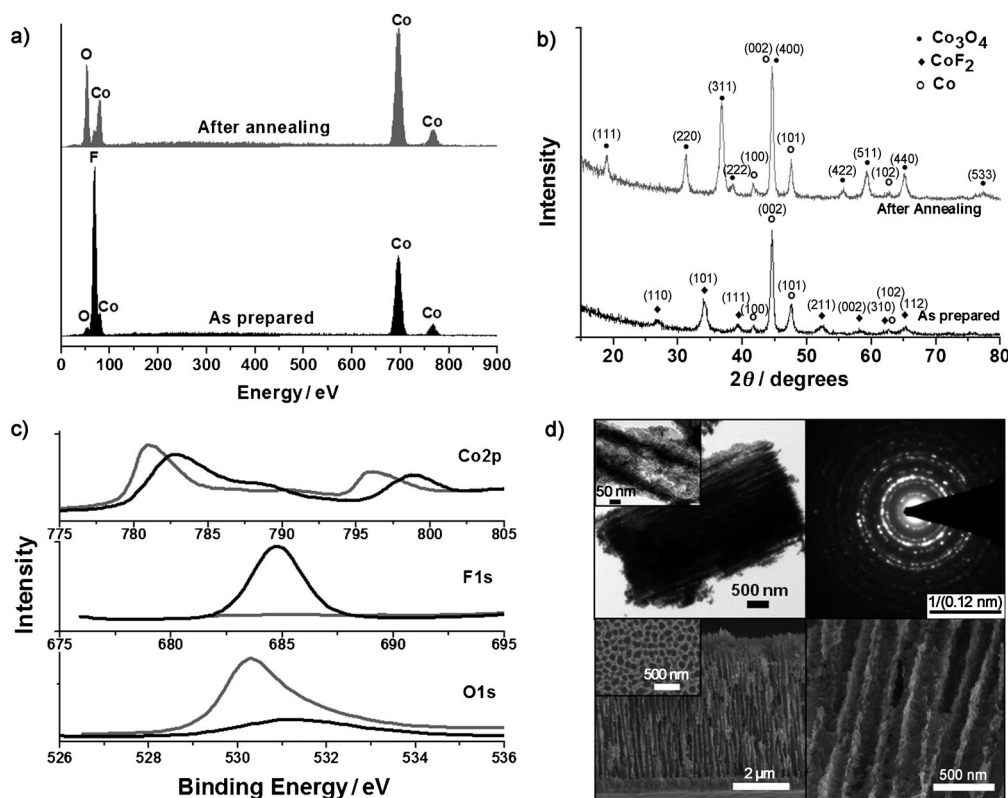 a)
Co
O
Co
After annealing
Co
F
Co
Co
O
As prepared
Co
0 100 200 300 400 500 600 700 800 900
Energy / eV
b)
Co3O4
CoF2
Co
(002) (400)
(311)
(111) (220) (222) (100) (101) (422) (511) (102) (440) (533)
After Annealing
(002)
(110) (101) (111) (100) (101) (211) (002) (310) (102) (112)
As prepared
Intensity
20 30 40 50 60 70 80
2θ / degrees
c)
Co2p
775 780 785 790 795 800 805
F1s
675 680 685 690 695
O1s
526 528 530 532 534 536
Intensity
Binding Energy / eV
d)
50 nm
500 nm
1/(0.12 nm)
500 nm
2 µm
500 nm